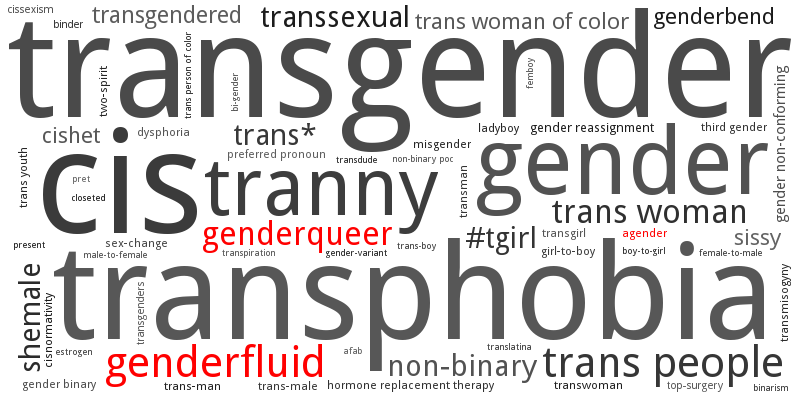 cissexism
transgendered
transsexual
trans woman of color
genderbend
binder
transgender
two-spirit
trans person of color
bi-gender
femboy
gender non-conforming
cishet
dysphoria
trans*
misgender
ladyboy
gender reassignment
third gender
preferred pronoun
transdude
non-binary poc
gender
trans youth
cis
pret
closeted
tranny
transman
trans woman
present
sex-change
genderqueer
trans-boy
#tgirl
transgirl
agender
sissy
male-to-female
transpiration
gender-variant
girl-to-boy
boy-to-girl
female-to-male
shemale
cisnormativity
transphobia
transgenders
transmisogyny
estrogen
genderfluid
afab
translatina
non-binary
trans people
gender binary
trans-man
trans-male
hormone replacement therapy
transwoman
top-surgery
binarism